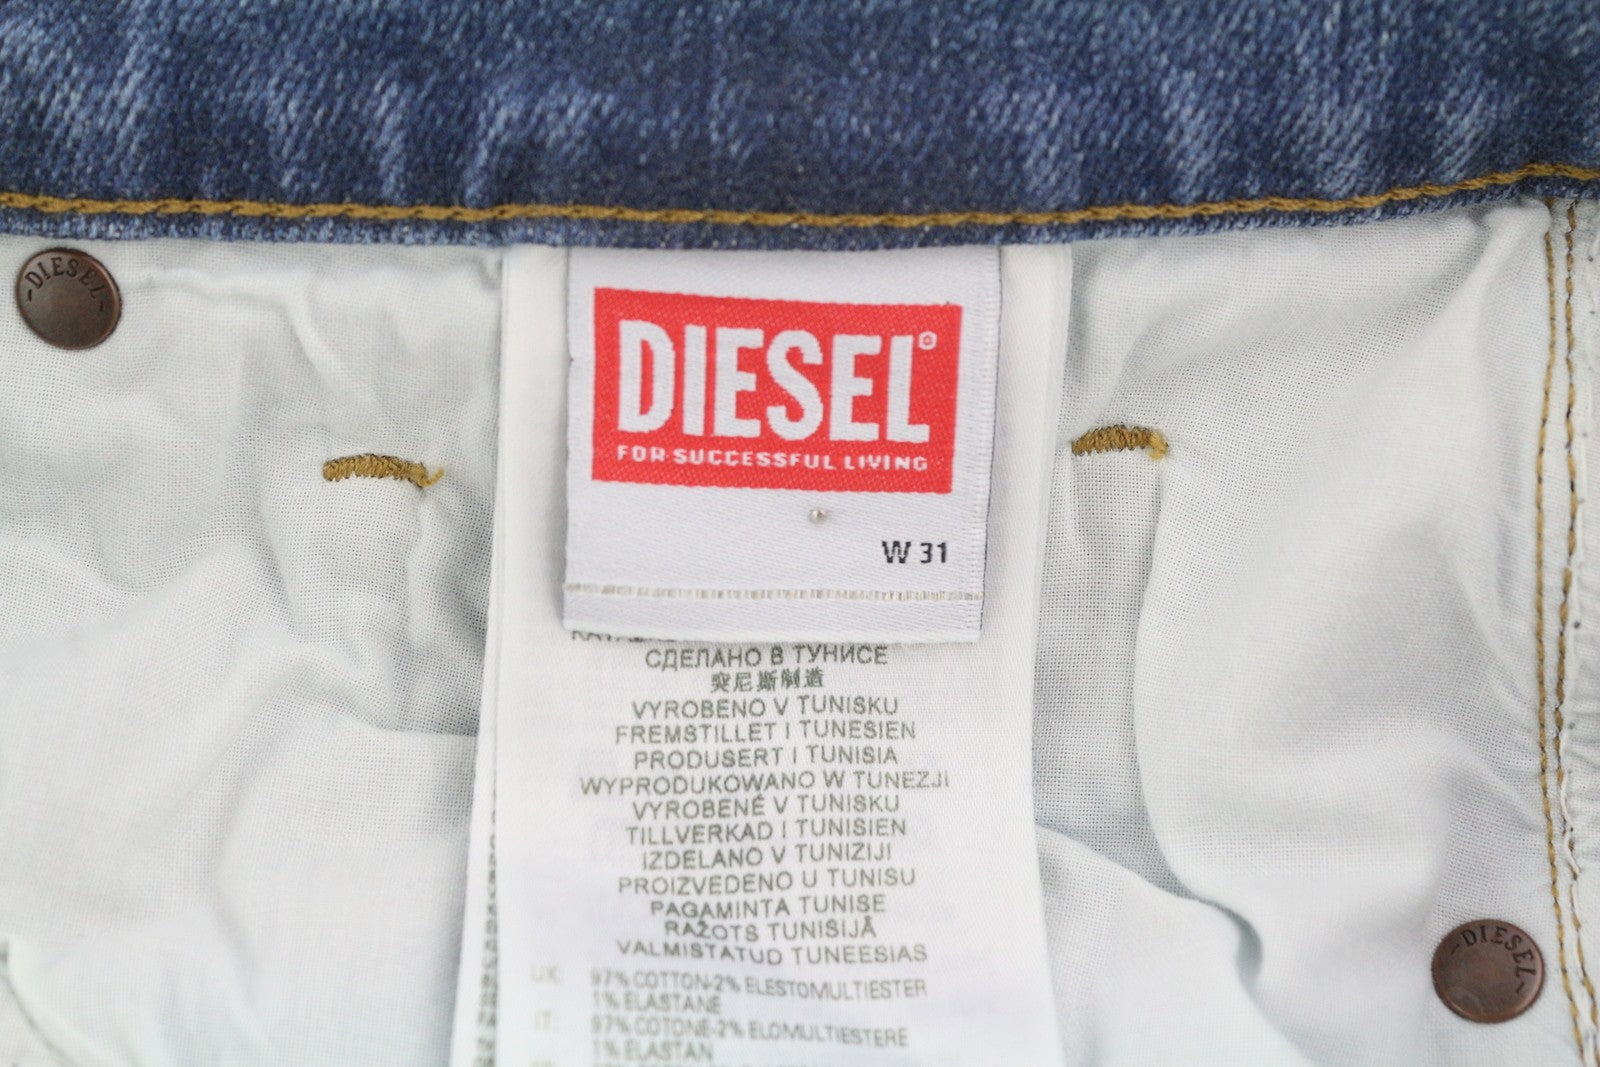 DIESEL
DIESEL
FOR SUCCESSFUL LIVING
W 31
СДЕЛАНО В ТУНИСЕ
突尼斯制造
VYROBENO V TUNISKU
FREMSTILLET I TUNESIEN
PRODUSERT I TUNISIA
WYPRODUKOWANO W TUNEZJI
VYROBENÉ V TUNISKU
TILLVERKAD I TUNISIEN
IZDELANO V TUNIZIJI
PROIZVEDENO U TUNISU
PAGAMINTA TUNISE
RAŽOTS TUNISIJĀ
VALMISTATUD TUNEESIAS
UK: 97% COTTON-2% ELESTOMULTIESTER
1% ELASTANE
IT: 97% COTONE-2% ELOMULTIESTERE
1% ELASTAN
DIESEL